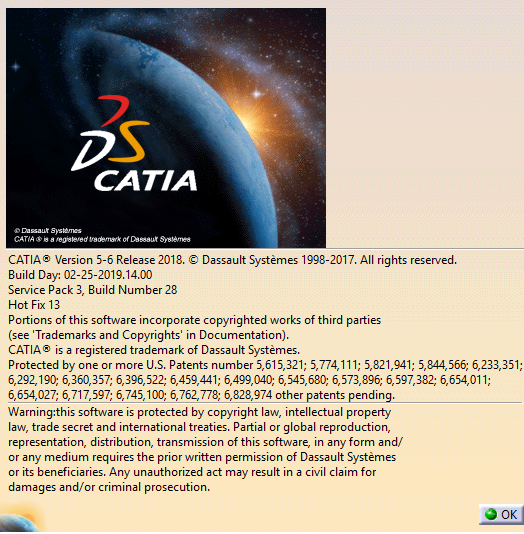 CATIA
© Dassault Systèmes
CATIA ® is a registered trademark of Dassault Systèmes
CATIA® Version 5-6 Release 2018. © Dassault Systèmes 1998-2017. All rights reserved.
Build Day: 02-25-2019.14.00
Service Pack 3, Build Number 28
Hot Fix 13
Portions of this software incorporate copyrighted works of third parties
(see 'Trademarks and Copyrights' in Documentation).
CATIA® is a registered trademark of Dassault Systèmes.
Protected by one or more U.S. Patents number 5,615,321; 5,774,111; 5,821,941; 5,844,566; 6,233,351;
6,292,190; 6,360,357; 6,396,522; 6,459,441; 6,499,040; 6,545,680; 6,573,896; 6,597,382; 6,654,011;
6,654,027; 6,717,597; 6,745,100; 6,762,778; 6,828,974 other patents pending.
Warning:this software is protected by copyright law, intellectual property
law, trade secret and international treaties. Partial or global reproduction,
representation, distribution, transmission of this software, in any form and/
or any medium requires the prior written permission of Dassault Systèmes
or its beneficiaries. Any unauthorized act may result in a civil claim for
damages and/or criminal prosecution.
OK